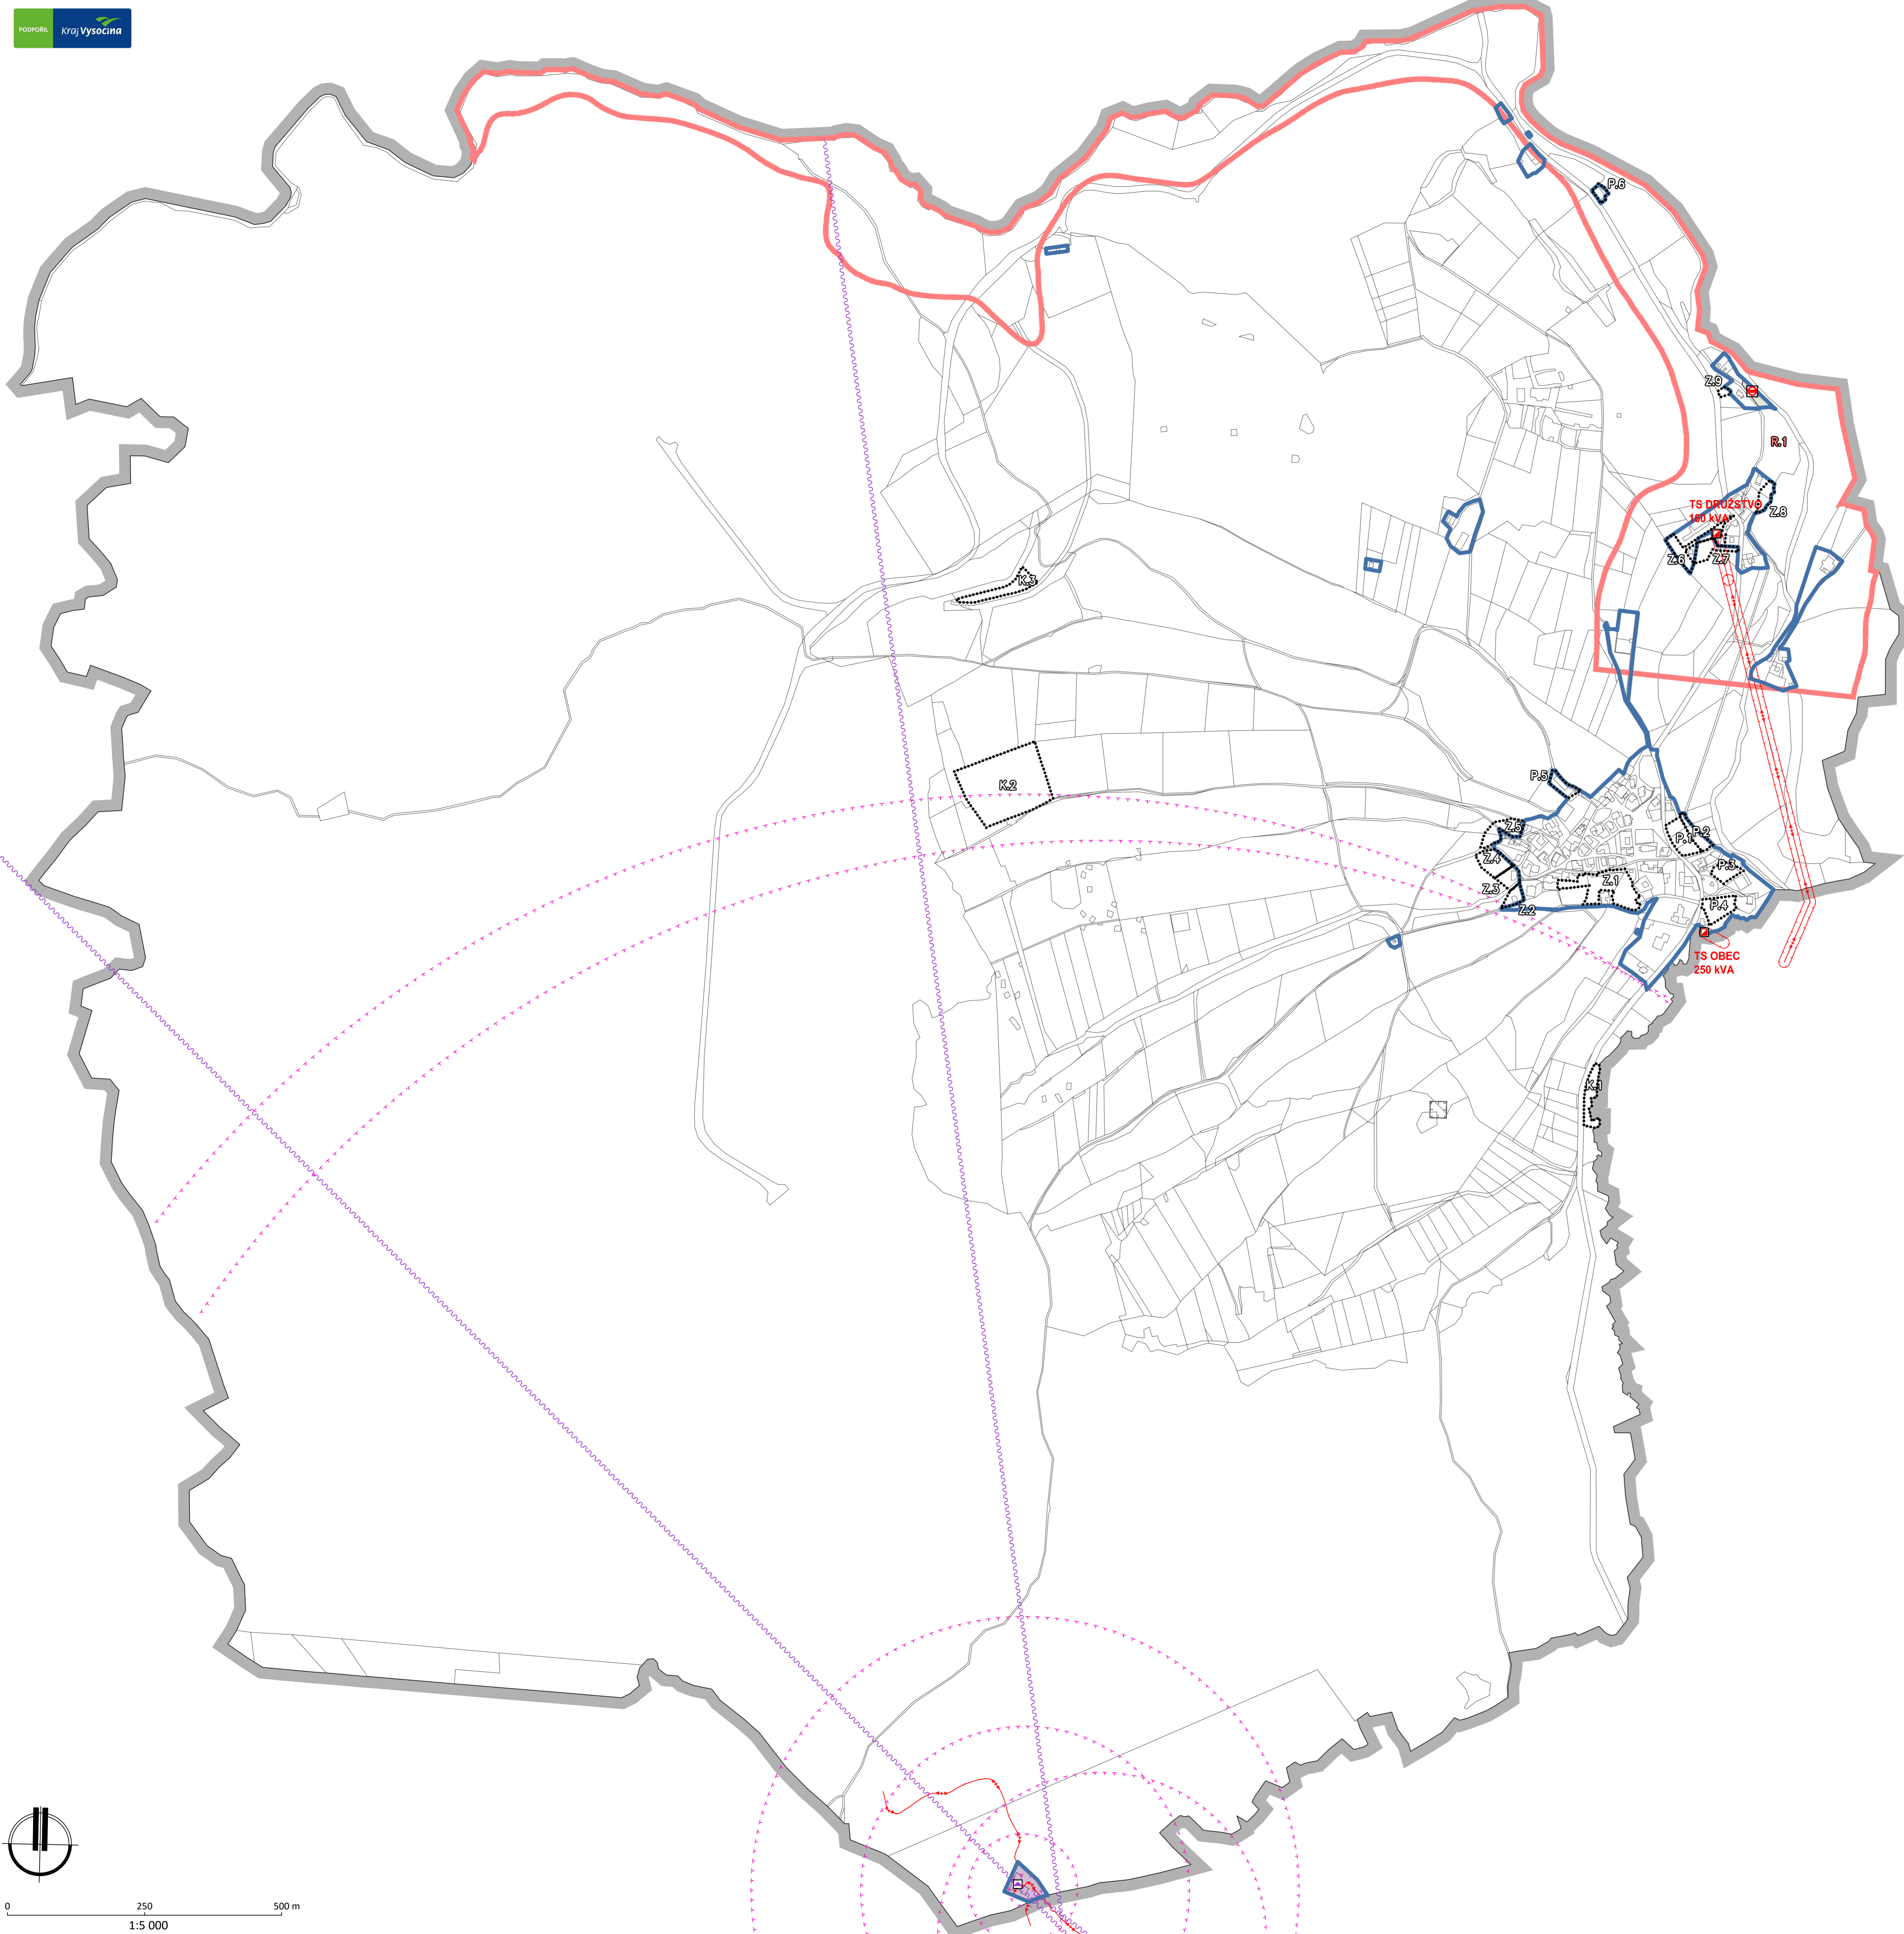 PODPOŘIL
Kraj Vysočina
P.6
Z.9
R.1
TS DRUŽSTVO
160 kVA
Z.8
Z.6
Z.7
K.3
K.2
P.5
Z.5
P.1
P.2
Z.4
P.3
Z.3
Z.1
Z.2
P.4
TS OBEC
250 kVA
K.1
0 250 500 m
1:5 000